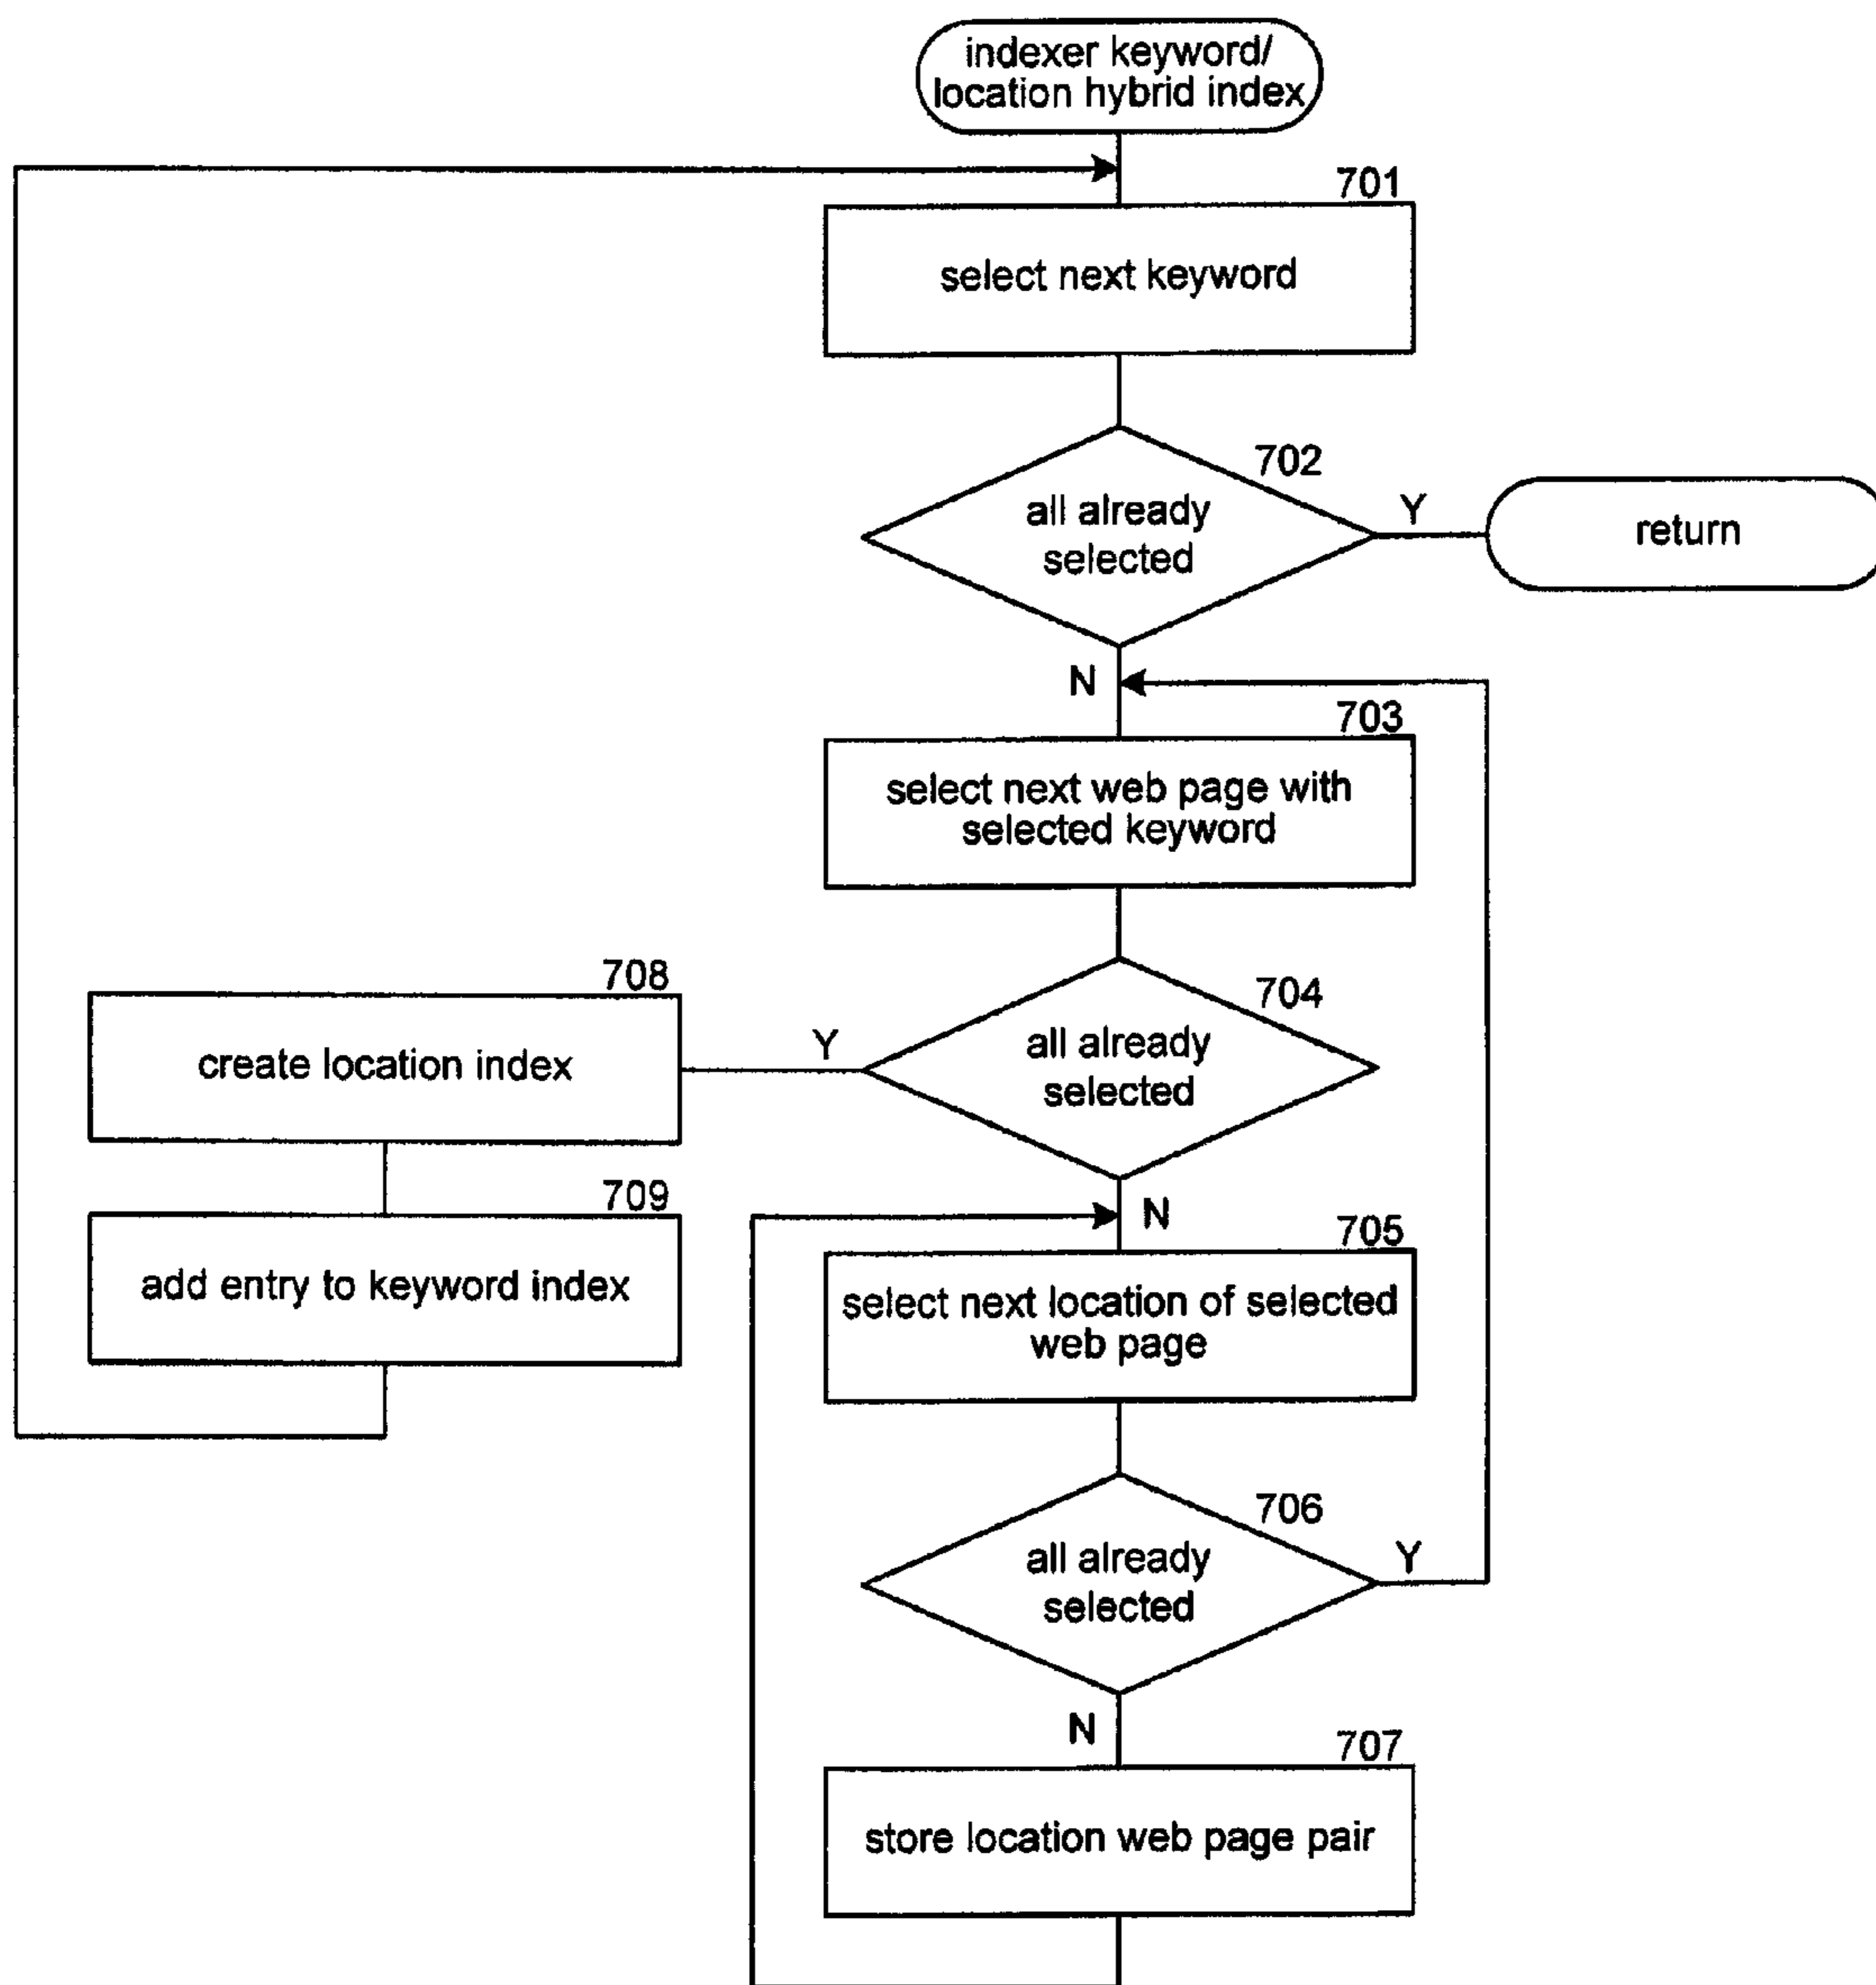 indexer keyword/
location hybrid index
701
select next keyword
702
all already
selected
Y
return
N
703
select next web page with
selected keyword
704
all already
selected
Y
708
create location index
709
add entry to keyword index
N
705
select next location of selected
web page
706
all already
selected
Y
N
707
store location web page pair